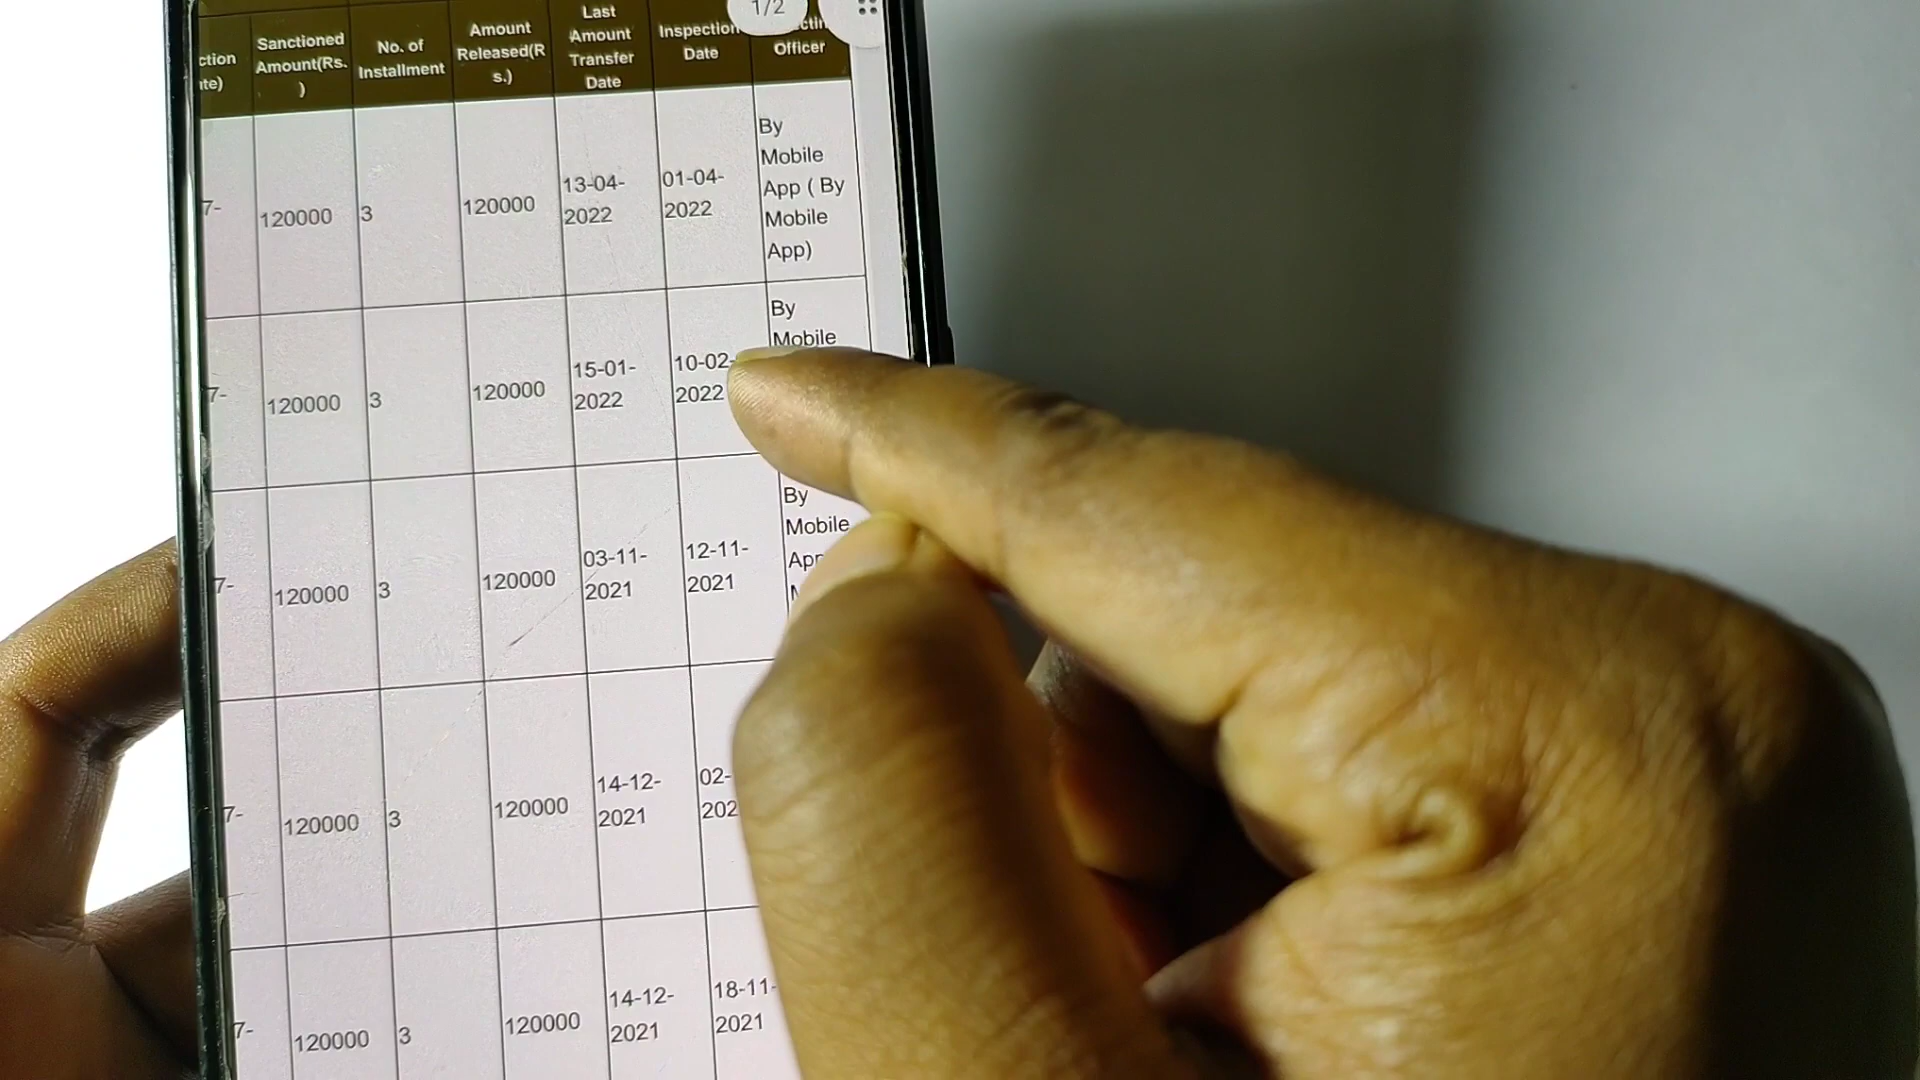 1/2
ction
te)
Sanctioned
Amount(Rs.
)
No. of
Installment
Amount
Released(R
s.)
Last
Amount
Transfer
Date
Inspection
Date
ctin
Officer
7-
120000
3
120000
13-04-
2022
01-04-
2022
By
Mobile
App ( By
Mobile
App)
7-
120000
3
120000
15-01-
2022
10-02-
2022
By
Mobile
7-
120000
3
120000
03-11-
2021
12-11-
2021
By
Mobile
App
7-
120000
3
120000
14-12-
2021
02-
202
7-
120000
3
120000
14-12-
2021
18-11-
2021